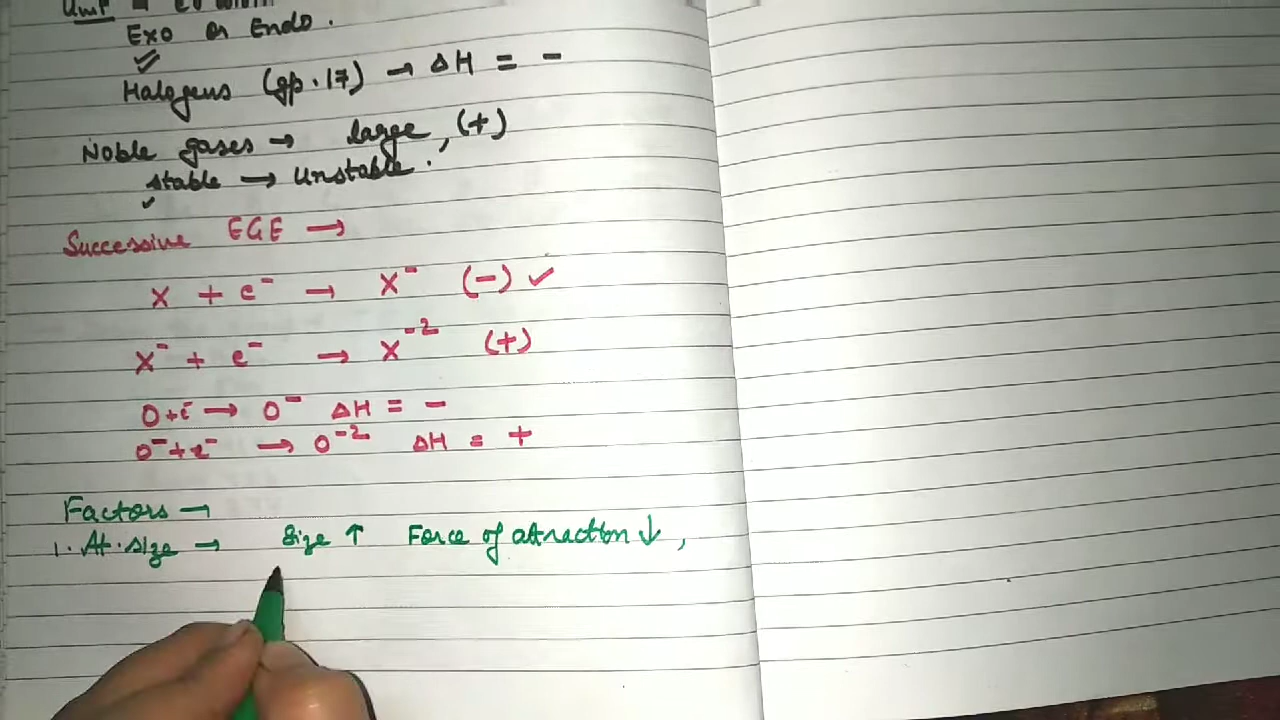 Unit
Exo or Endo.
Halogens (gp.17) → ΔH = -
Noble gases → large, (+)
stable → Unstable.
Successive EGE →
X + e⁻ → X⁻ (-) ✓
X⁻ + e⁻ → X⁻² (+)
O + e⁻ → O⁻ ΔH = -
O⁻ + e⁻ → O⁻² ΔH = +
Factors →
1. At. size → Size ↑ Force of attraction ↓,